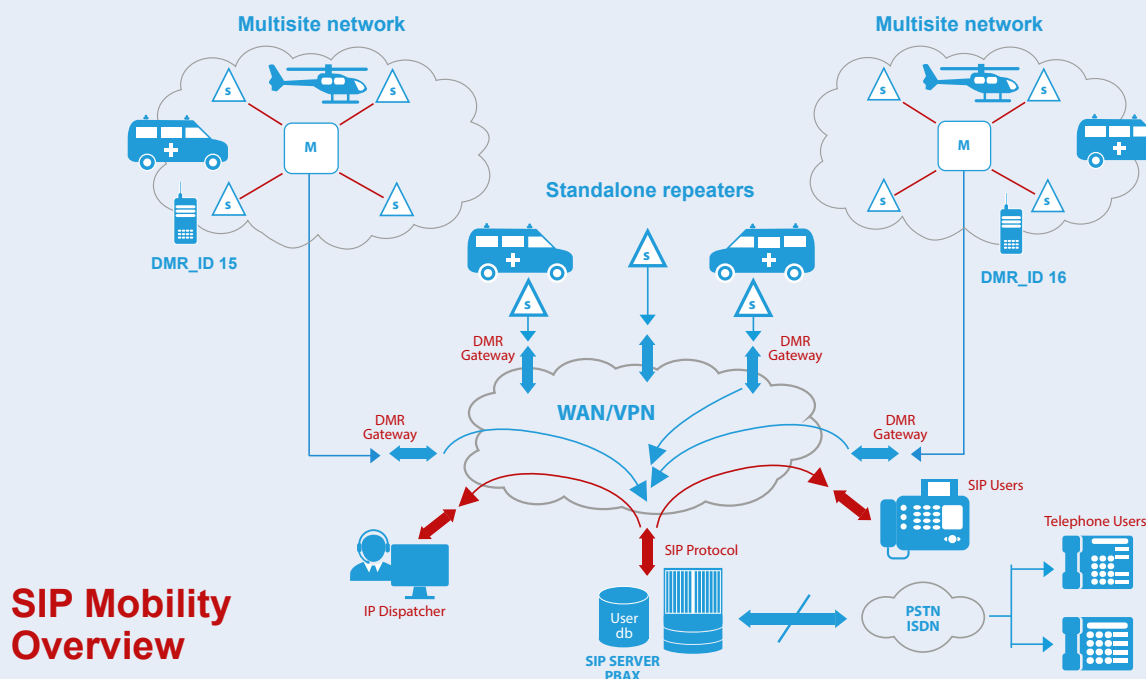 Multisite network
Multisite network
S
S
S
S
M
M
S
S
S
S
DMR_ID 15
DMR_ID 16
Standalone repeaters
S
S
S
DMR
Gateway
DMR
Gateway
WAN/VPN
DMR
Gateway
DMR
Gateway
SIP Users
Telephone Users
SIP Protocol
IP Dispatcher
User
db
SIP SERVER
PBAX
PSTN
ISDN
SIP Mobility
Overview